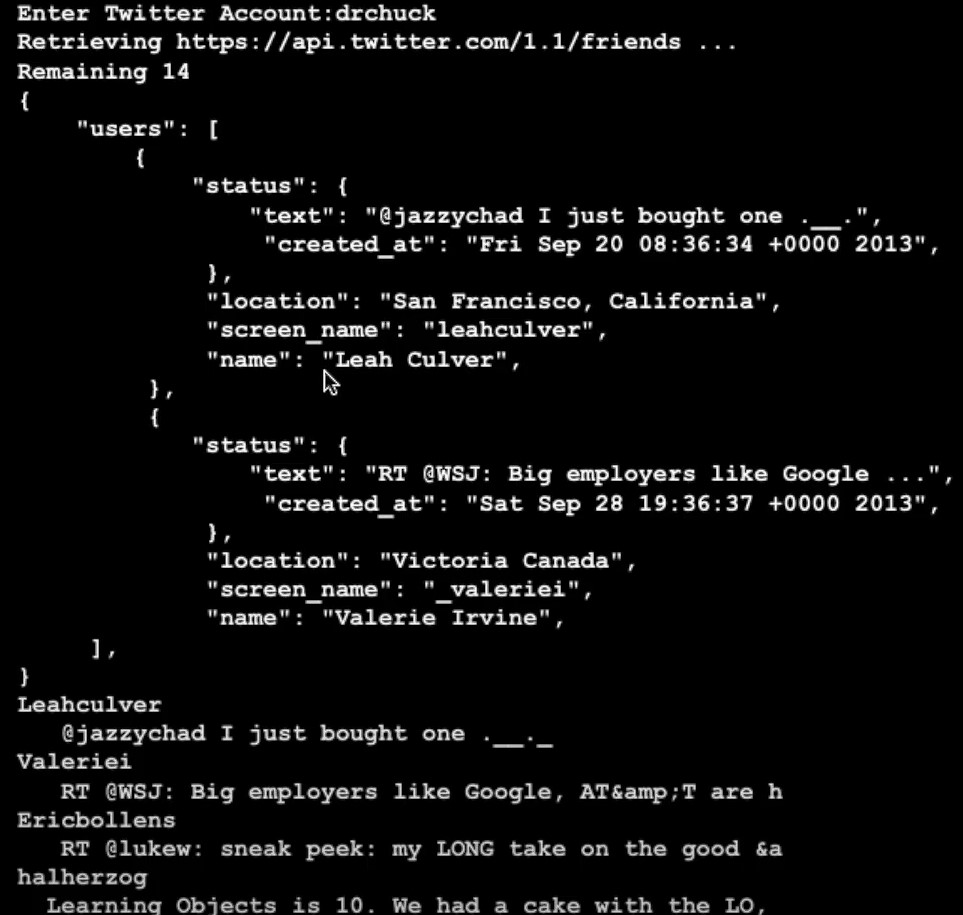 Enter Twitter Account:drchuck
Retrieving https://api.twitter.com/1.1/friends ...
Remaining 14
{
"users": [
{
"status": {
"text": "@jazzychad I just bought one .__.",
"created_at": "Fri Sep 20 08:36:34 +0000 2013",
},
"location": "San Francisco, California",
"screen_name": "leahculver",
"name": "Leah Culver",
},
{
"status": {
"text": "RT @WSJ: Big employers like Google ...",
"created_at": "Sat Sep 28 19:36:37 +0000 2013",
},
"location": "Victoria Canada",
"screen_name": "_valeriei",
"name": "Valerie Irvine",
],
}
Leahculver
@jazzychad I just bought one .__._
Valeriei
RT @WSJ: Big employers like Google, AT&amp;T are h
Ericbollens
RT @lukew: sneak peek: my LONG take on the good &a
halherzog
Learning Objects is 10. We had a cake with the LO,